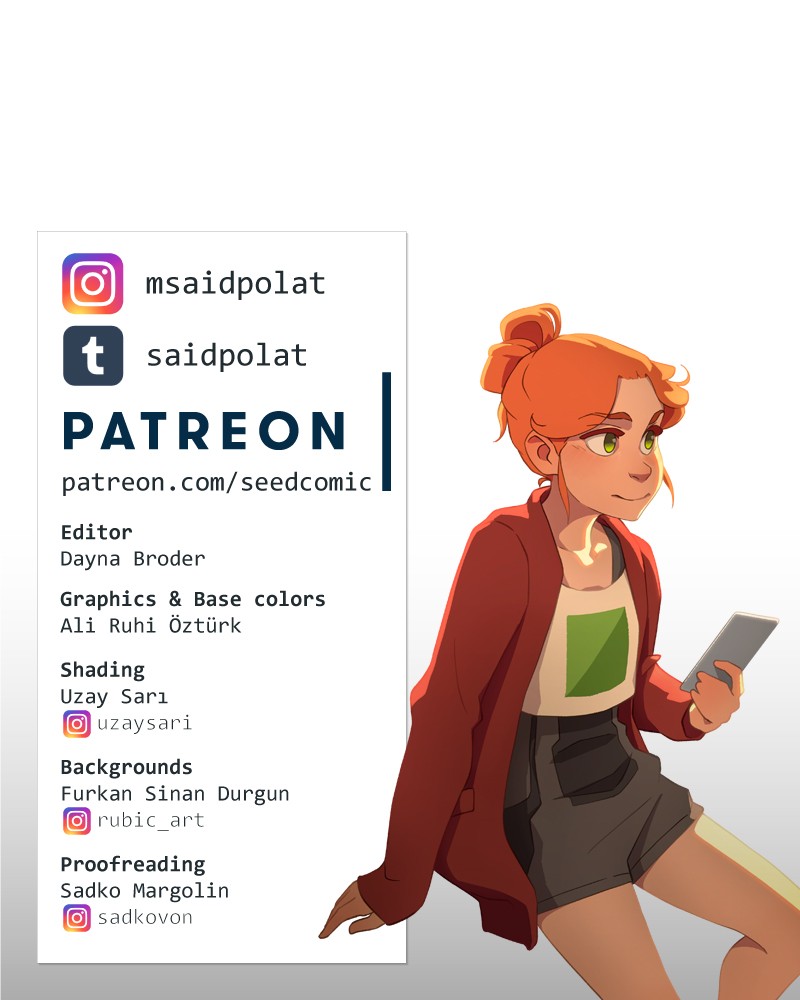 msaidpolat
saidpolat
PATREON
patreon.com/seedcomic
Editor
Dayna Broder
Graphics & Base colors
Ali Ruhi Öztürk
Shading
Uzay Sarı
uzaysari
Backgrounds
Furkan Sinan Durgun
rubic_art
Proofreading
Sadko Margolin
sadkovon